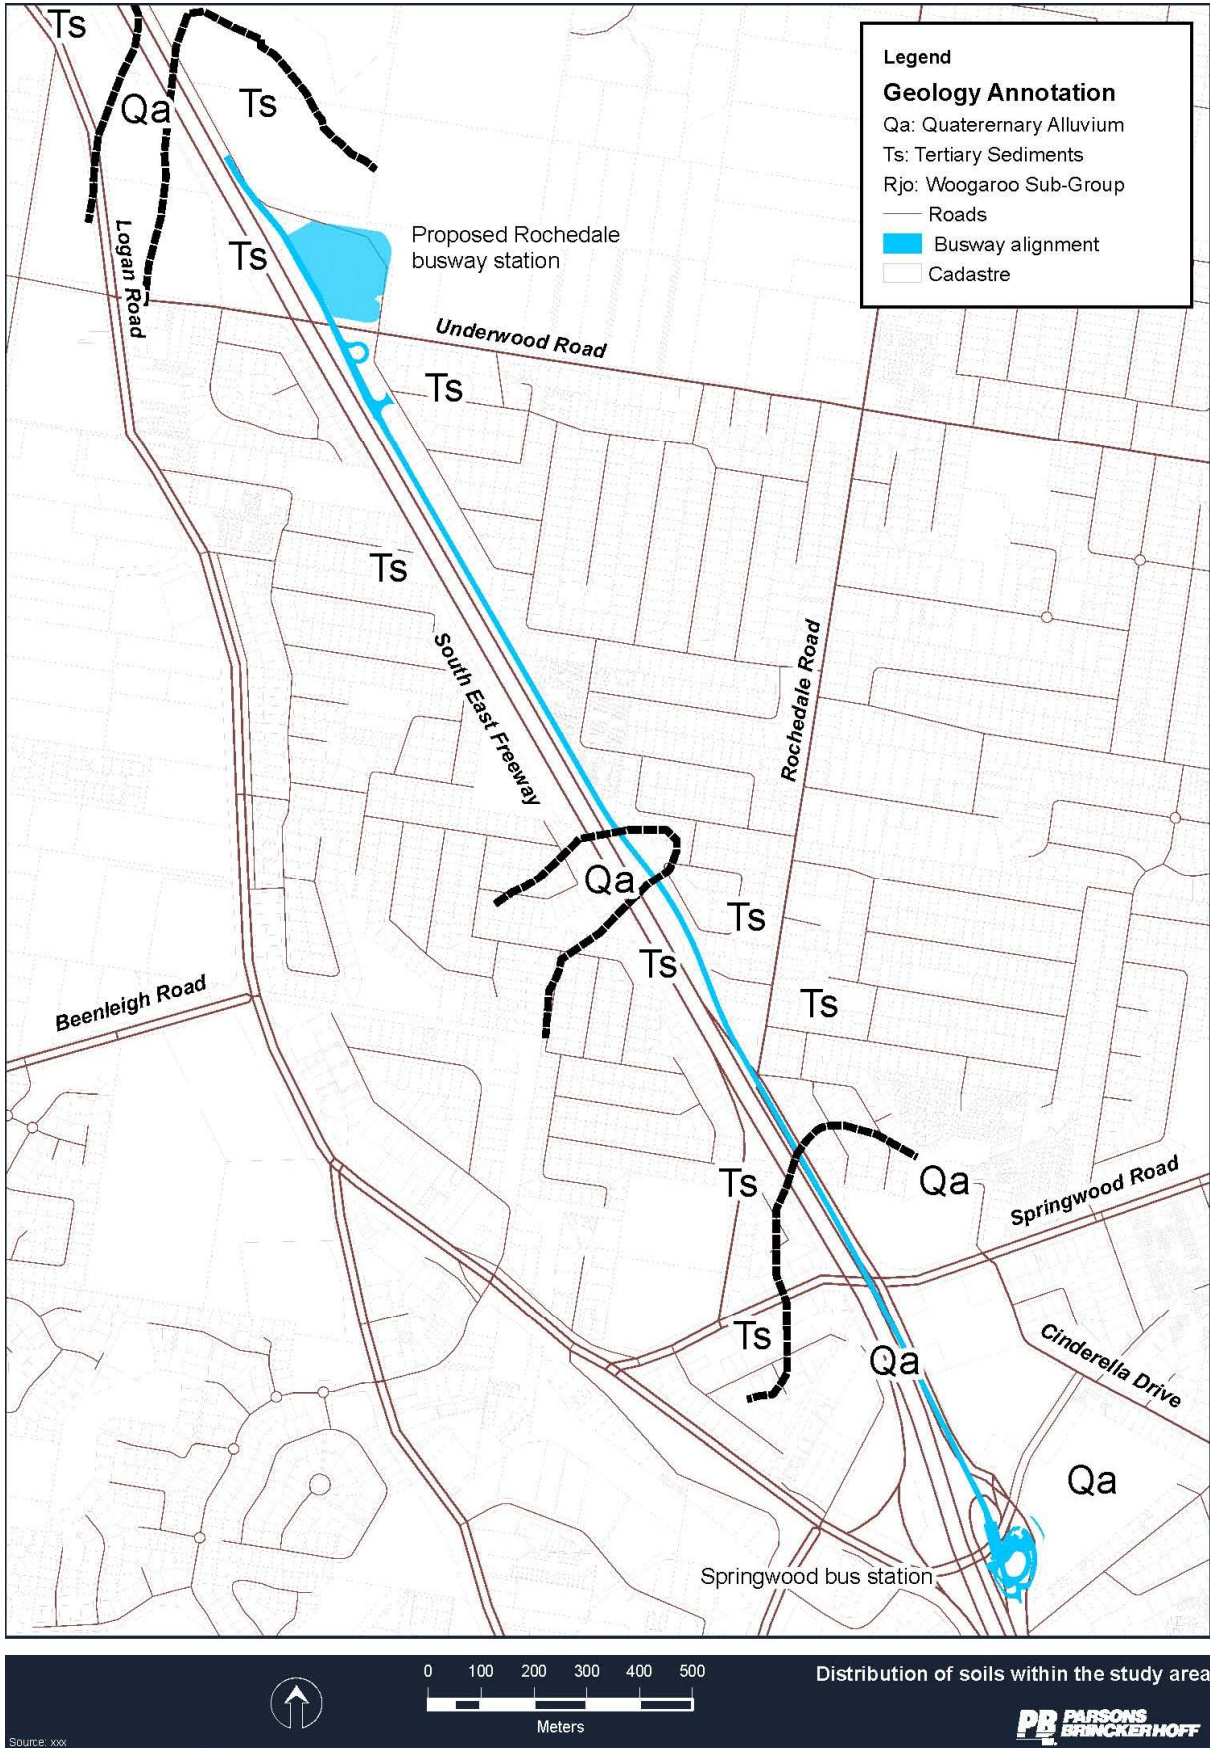 Ts
Qa
Ts
Legend
Geology Annotation
Qa: Quaterernary Alluvium
Ts: Tertiary Sediments
Rjo: Woogaroo Sub-Group
Roads
Busway alignment
Cadastre
Logan Road
Ts
Proposed Rochedale
busway station
Underwood Road
Ts
Ts
South East Freeway
Rochedale Road
Qa
Ts
Ts
Beenleigh Road
Ts
Ts
Qa
Springwood Road
Ts
Qa
Cinderella Drive
Qa
Springwood bus station
0 100 200 300 400 500
Meters
Distribution of soils within the study area
PB PARSONS
BRINCKERHOFF
Source: xxx